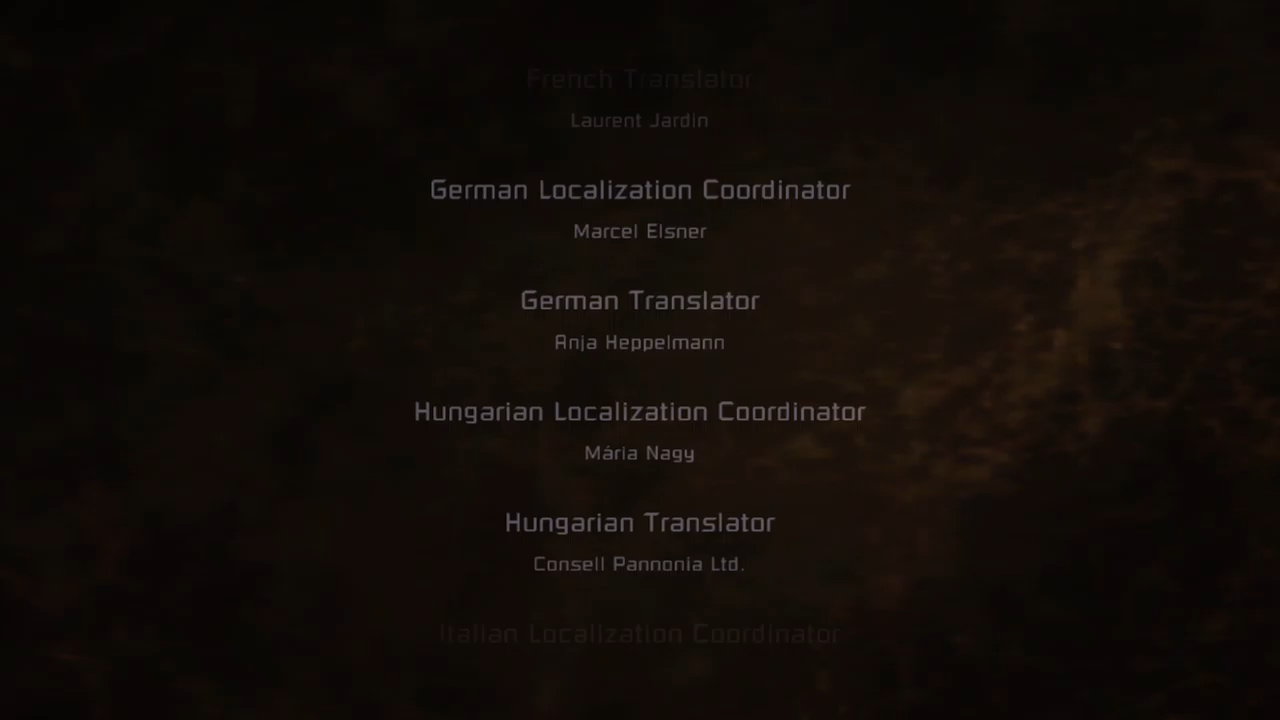 French Translator
Laurent Jardin
German Localization Coordinator
Marcel Elsner
German Translator
Anja Heppelmann
Hungarian Localization Coordinator
Mária Nagy
Hungarian Translator
Consell Pannonia Ltd.
Italian Localization Coordinator